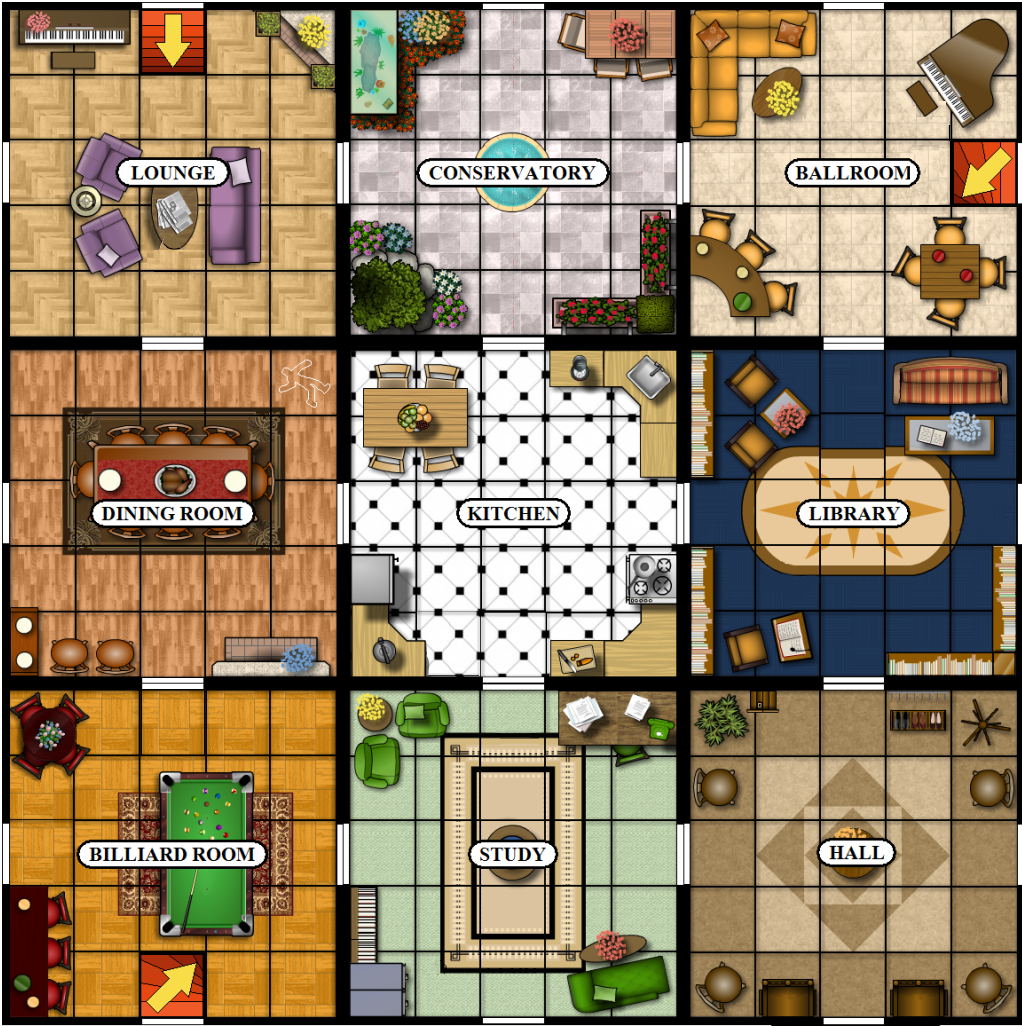 LOUNGE
CONSERVATORY
BALLROOM
DINING ROOM
KITCHEN
LIBRARY
BILLIARD ROOM
STUDY
HALL